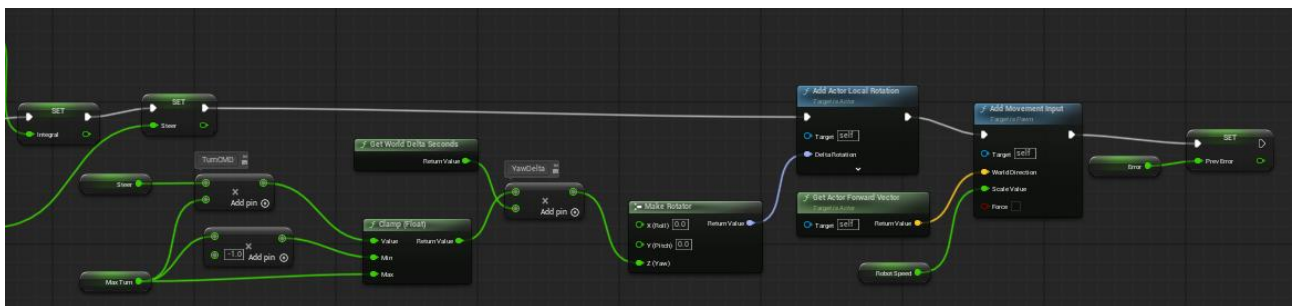 SET
Integral
SET
Steer
TurnCMD
Steer
Add pin
-1.0
Add pin
Max Turn
Get World Delta Seconds
Return Value
Clamp (Float)
Value
Return Value
Min
Max
YawDelta
Add pin
Make Rotator
X (Roll) 0.0
Return Value
Y (Pitch) 0.0
Z (Yaw)
Add Actor Local Rotation
Target is Actor
Target self
Delta Rotation
Get Actor Forward Vector
Target is Actor
Target self
Return Value
Robot Speed
Add Movement Input
Target is Pawn
Target self
World Direction
Scale Value
Force
Error
SET
Prev Error